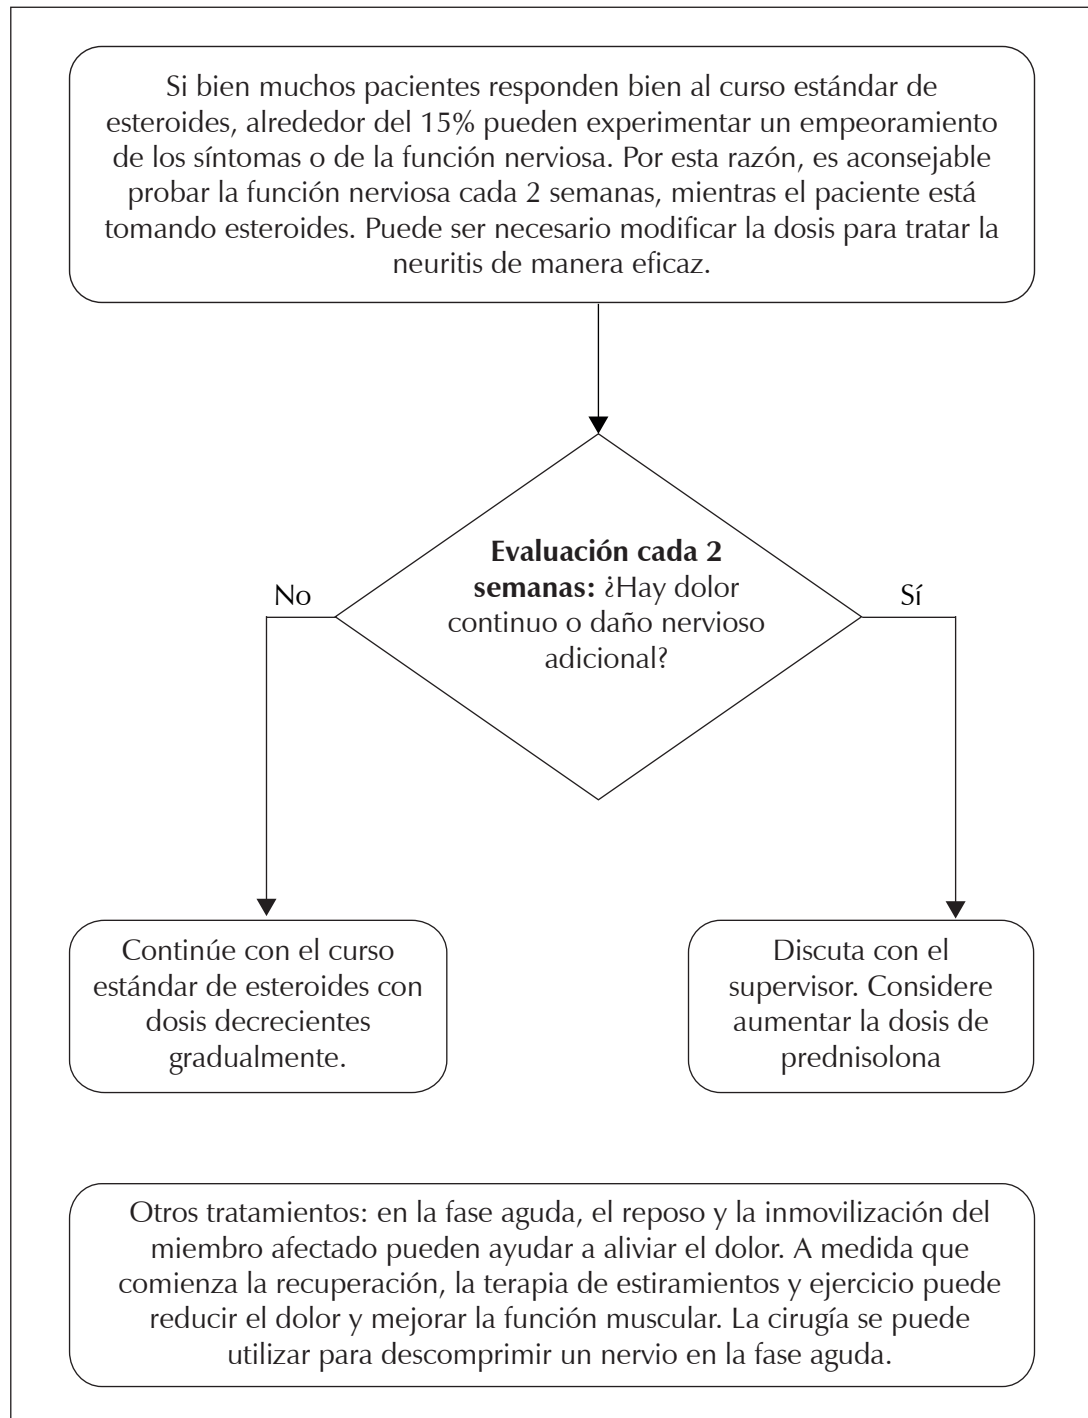 Si bien muchos pacientes responden bien al curso estándar de
esteroides, alrededor del 15% pueden experimentar un empeoramiento
de los síntomas o de la función nerviosa. Por esta razón, es aconsejable
probar la función nerviosa cada 2 semanas, mientras el paciente está
tomando esteroides. Puede ser necesario modificar la dosis para tratar la
neuritis de manera eficaz.
Evaluación cada 2
semanas: ¿Hay dolor
continuo o daño nervioso
adicional?
No
Sí
Continúe con el curso
estándar de esteroides con
dosis decrecientes
gradualmente.
Discuta con el
supervisor. Considere
aumentar la dosis de
prednisolona
Otros tratamientos: en la fase aguda, el reposo y la inmovilización del
miembro afectado pueden ayudar a aliviar el dolor. A medida que
comienza la recuperación, la terapia de estiramientos y ejercicio puede
reducir el dolor y mejorar la función muscular. La cirugía se puede
utilizar para descomprimir un nervio en la fase aguda.